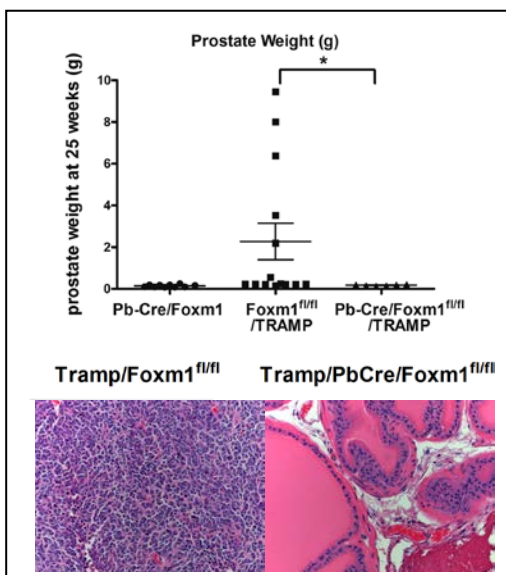 Prostate Weight (g)
*
prostate weight at 25 weeks (g)
10
8
6
4
2
0
Pb-Cre/Foxm1
Foxm1fl/fl
/TRAMP
Pb-Cre/Foxm1fl/fl
/TRAMP
Tramp/Foxm1fl/fl
Tramp/PbCre/Foxm1fl/fl